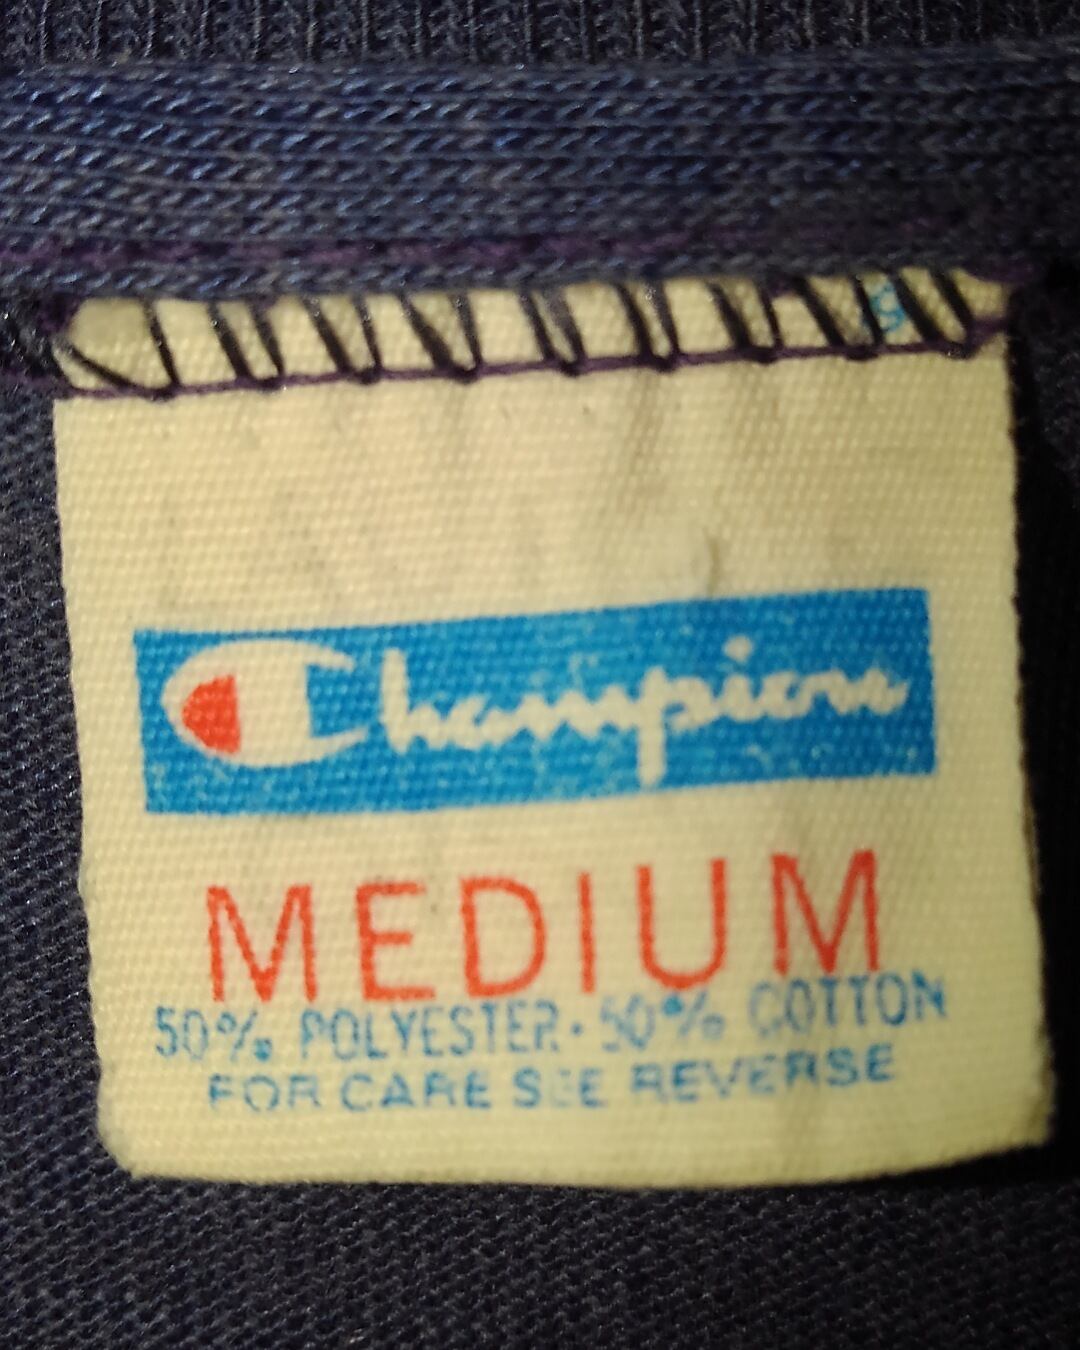 Champion
MEDIUM
50% POLYESTER · 50% COTTON
FOR CARE SEE REVERSE